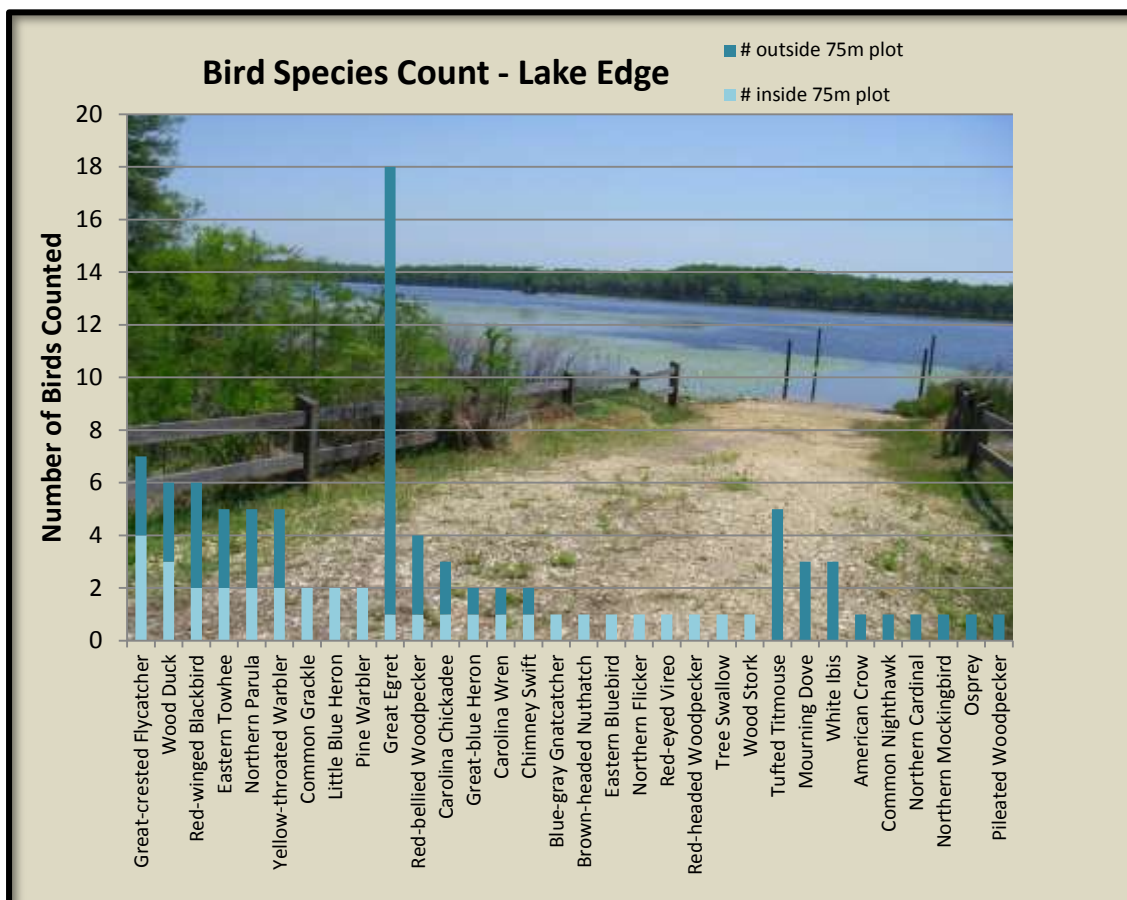 Bird Species Count - Lake Edge
# outside 75m plot
# inside 75m plot
Number of Birds Counted
20
18
16
14
12
10
8
6
4
2
0
Great-crested Flycatcher
Wood Duck
Red-winged Blackbird
Eastern Towhee
Northern Parula
Yellow-throated Warbler
Common Grackle
Little Blue Heron
Pine Warbler
Great Egret
Red-bellied Woodpecker
Carolina Chickadee
Great-blue Heron
Carolina Wren
Chimney Swift
Blue-gray Gnatcatcher
Brown-headed Nuthatch
Eastern Bluebird
Northern Flicker
Red-eyed Vireo
Red-headed Woodpecker
Tree Swallow
Wood Stork
Tufted Titmouse
Mourning Dove
White Ibis
American Crow
Common Nighthawk
Northern Cardinal
Northern Mockingbird
Osprey
Pileated Woodpecker